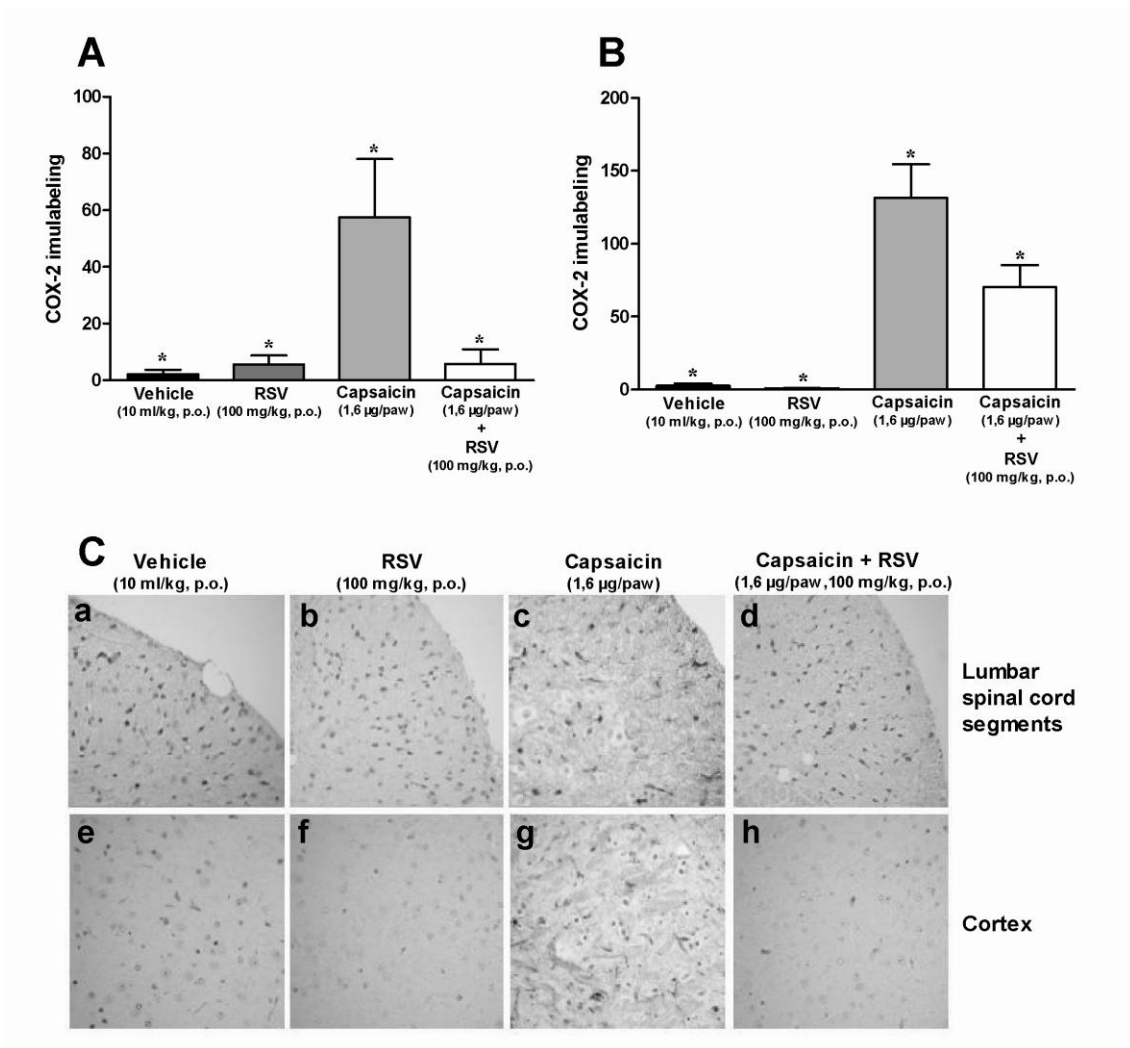 A
100
80
60
40
20
0
COX-2 imulabeling
*
*
*
*
Vehicle
(10 ml/kg, p.o.)
RSV
(100 mg/kg, p.o.)
Capsaicin
(1,6 µg/paw)
Capsaicin
(1,6 µg/paw)
+
RSV
(100 mg/kg, p.o.)
B
200
150
100
50
0
COX-2 imulabeling
*
*
*
*
Vehicle
(10 ml/kg, p.o.)
RSV
(100 mg/kg, p.o.)
Capsaicin
(1,6 µg/paw)
Capsaicin
(1,6 µg/paw)
+
RSV
(100 mg/kg, p.o.)
C
Vehicle
(10 ml/kg, p.o.)
RSV
(100 mg/kg, p.o.)
Capsaicin
(1,6 µg/paw)
Capsaicin + RSV
(1,6 µg/paw,100 mg/kg, p.o.)
a
b
c
d
Lumbar
spinal cord
segments
e
f
g
h
Cortex